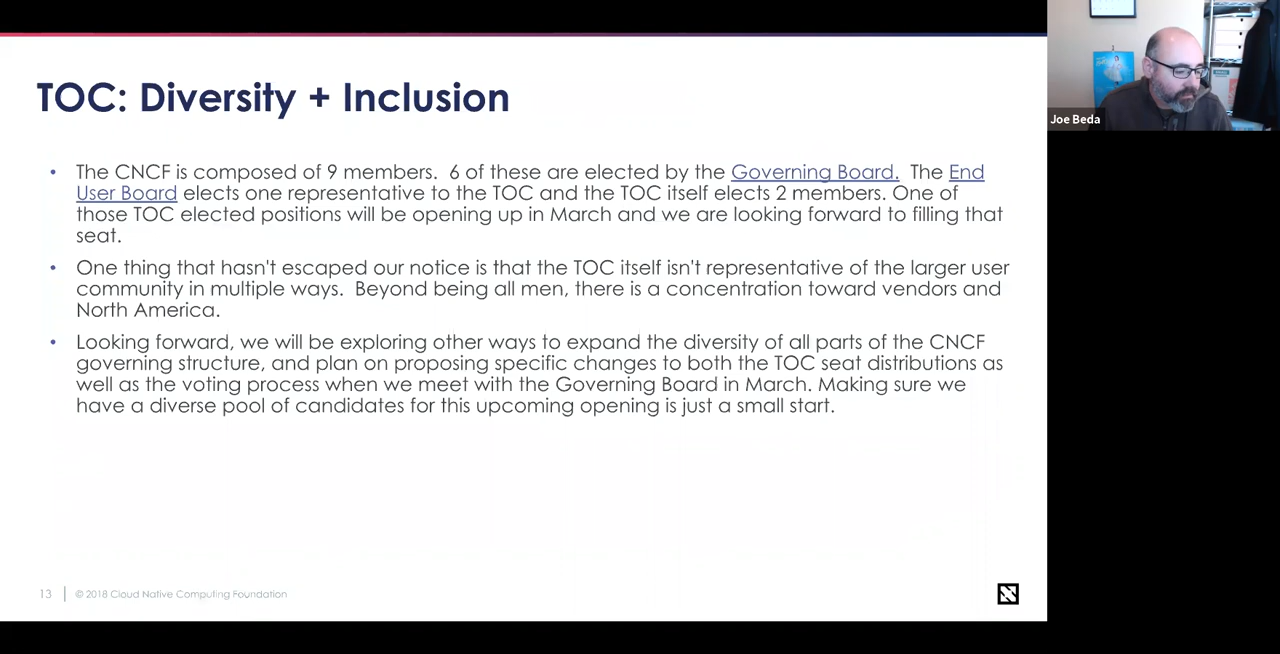 TOC: Diversity + Inclusion
• The CNCF is composed of 9 members.  6 of these are elected by the Governing Board.  The End
User Board elects one representative to the TOC and the TOC itself elects 2 members. One of
those TOC elected positions will be opening up in March and we are looking forward to filling that
seat.
• One thing that hasn't escaped our notice is that the TOC itself isn't representative of the larger user
community in multiple ways.  Beyond being all men, there is a concentration toward vendors and
North America.
• Looking forward, we will be exploring other ways to expand the diversity of all parts of the CNCF
governing structure, and plan on proposing specific changes to both the TOC seat distributions as
well as the voting process when we meet with the Governing Board in March. Making sure we
have a diverse pool of candidates for this upcoming opening is just a small start.
13 | © 2018 Cloud Native Computing Foundation
Joe Beda